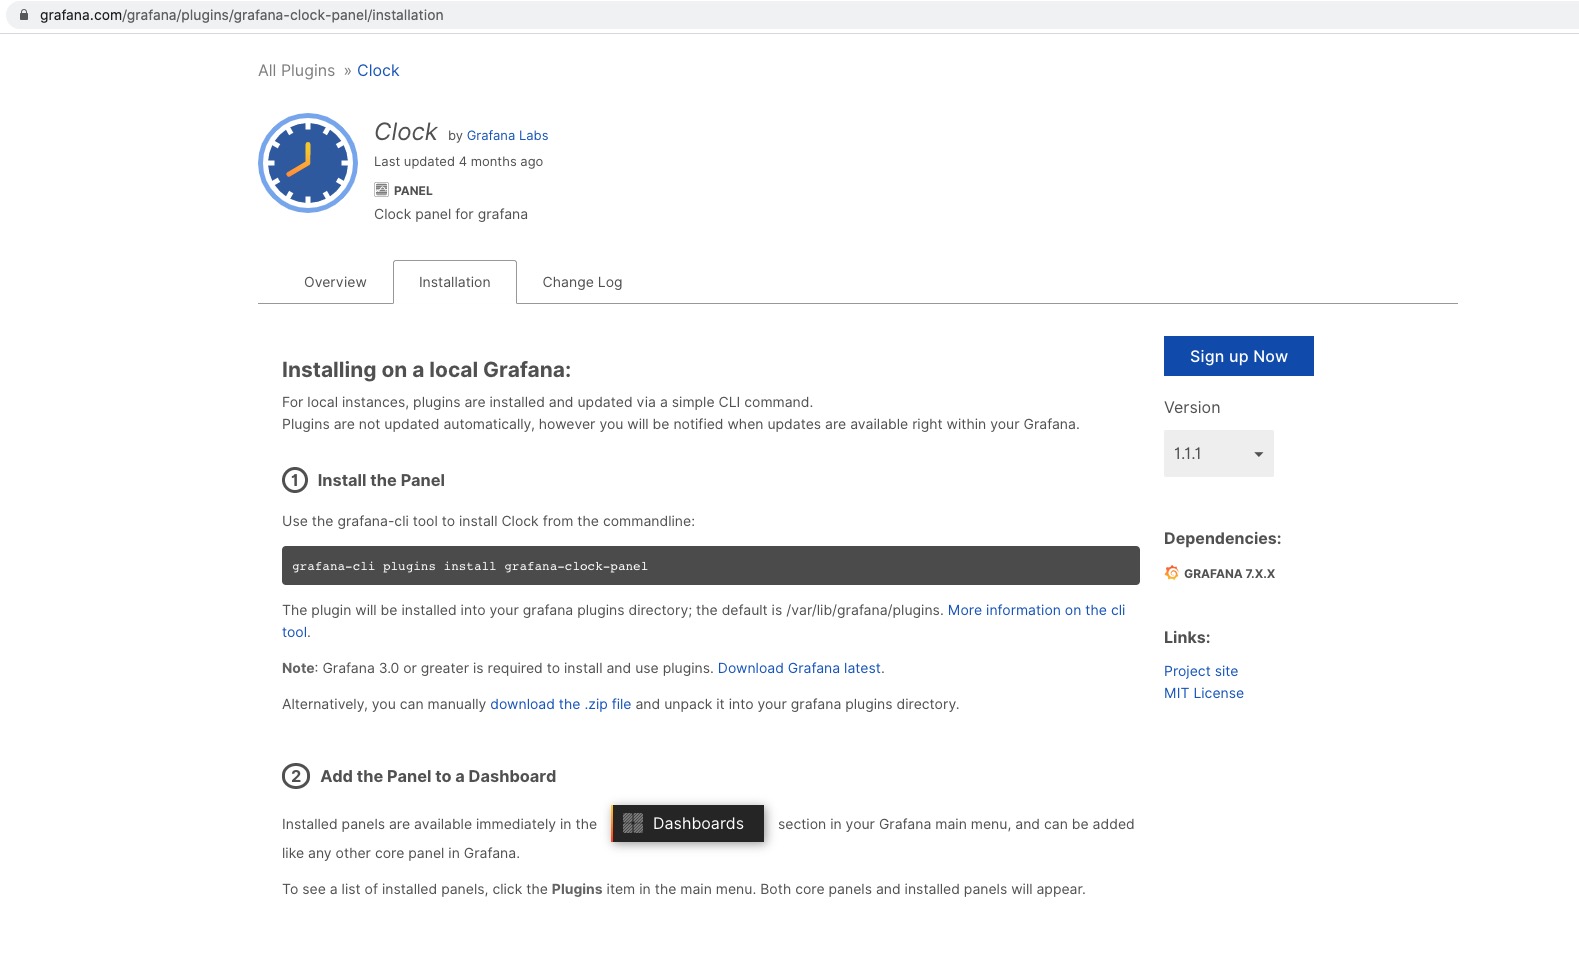 grafana.com/grafana/plugins/grafana-clock-panel/installation
All Plugins » Clock
Clock by Grafana Labs
Last updated 4 months ago
PANEL
Clock panel for grafana
Overview
Installation
Change Log
Installing on a local Grafana:
For local instances, plugins are installed and updated via a simple CLI command.
Plugins are not updated automatically, however you will be notified when updates are available right within your Grafana.
1 Install the Panel
Use the grafana-cli tool to install Clock from the commandline:
grafana-cli plugins install grafana-clock-panel
The plugin will be installed into your grafana plugins directory; the default is /var/lib/grafana/plugins. More information on the cli
tool.
Note: Grafana 3.0 or greater is required to install and use plugins. Download Grafana latest.
Alternatively, you can manually download the .zip file and unpack it into your grafana plugins directory.
2 Add the Panel to a Dashboard
Installed panels are available immediately in the Dashboards section in your Grafana main menu, and can be added
like any other core panel in Grafana.
To see a list of installed panels, click the Plugins item in the main menu. Both core panels and installed panels will appear.
Sign up Now
Version
1.1.1
Dependencies:
GRAFANA 7.X.X
Links:
Project site
MIT License